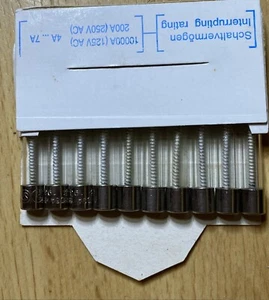 Schaltvermögen
Interrupting rating
10000A (125V AC)
200A (250V AC)
4A ... 7A